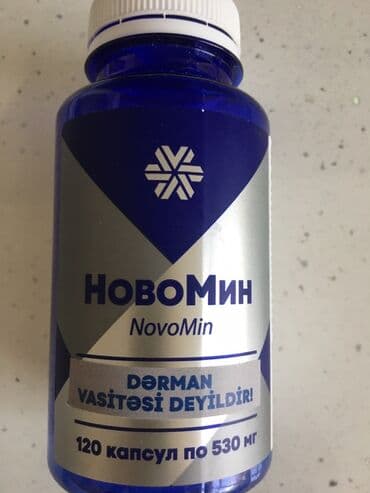 НовоМин
NovoMin
DƏRMAN
VASİTƏSİ DEYİLDİR!
120 капсул по 530 мг